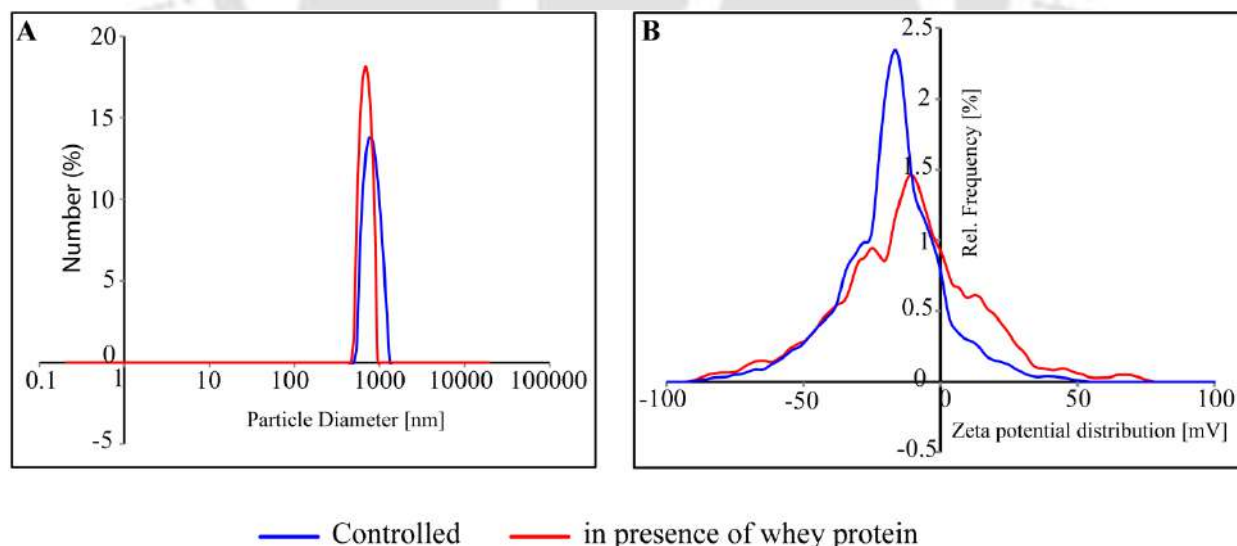 A
20
15
10
5
0
-5
Number (%)
0.1 1 10 100 1000 10000 100000
Particle Diameter [nm]
B
2.5
2
1.5
1
0.5
0
-0.5
Rel. Frequency [%]
-100 -50 0 50 100
Zeta potential distribution [mV]
Controlled in presence of whey protein